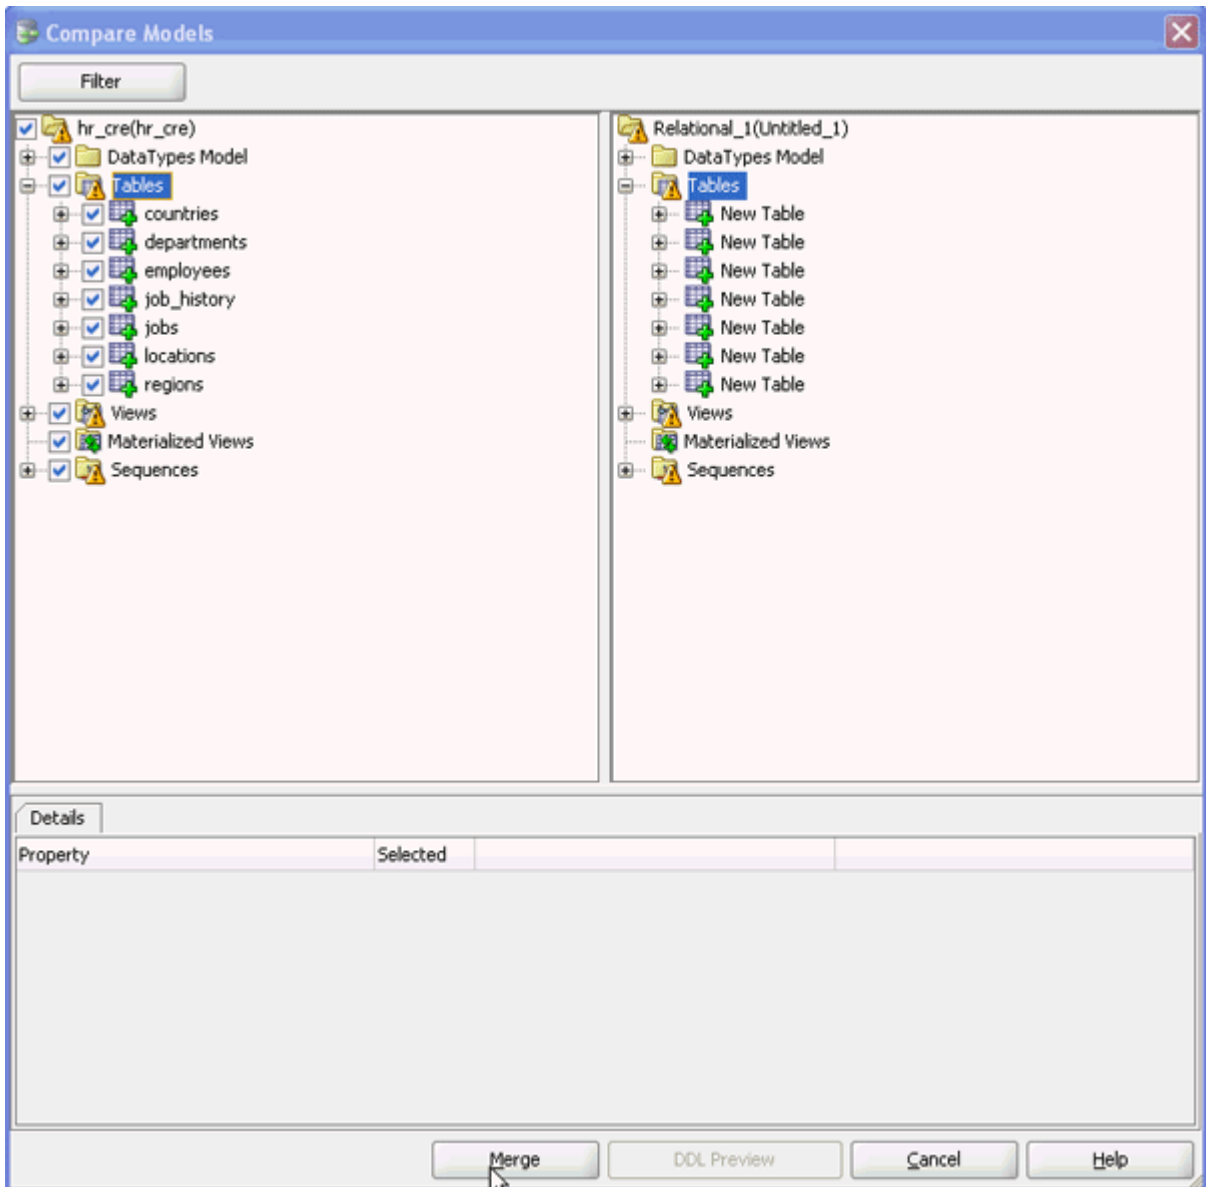 Compare Models
Filter
hr_cre(hr_cre)
DataTypes Model
Tables
countries
departments
employees
job_history
jobs
locations
regions
Views
Materialized Views
Sequences
Relational_1(Untitled_1)
DataTypes Model
Tables
New Table
New Table
New Table
New Table
New Table
New Table
New Table
Views
Materialized Views
Sequences
Details
Property Selected
Merge DDL Preview Cancel Help